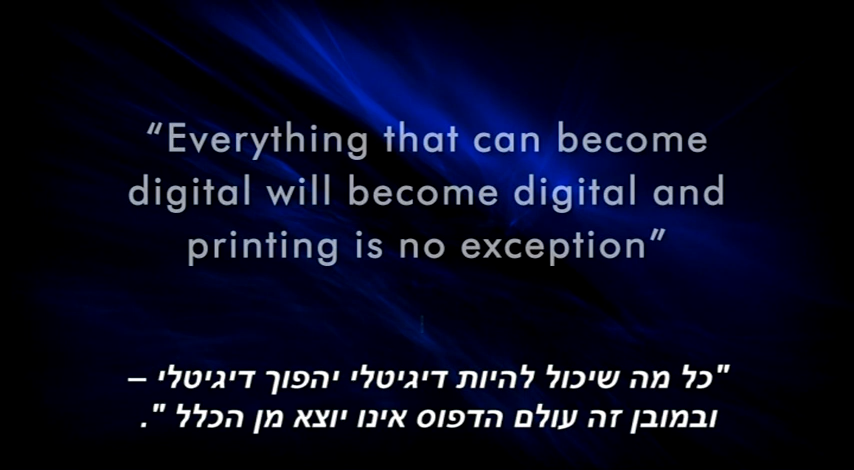 “Everything that can become
digital will become digital and
printing is no exception”
"כל מה שיכול להיות דיגיטלי יהפוך דיגיטלי –
ובמובן זה עולם הדפוס אינו יוצא מן הכלל ".